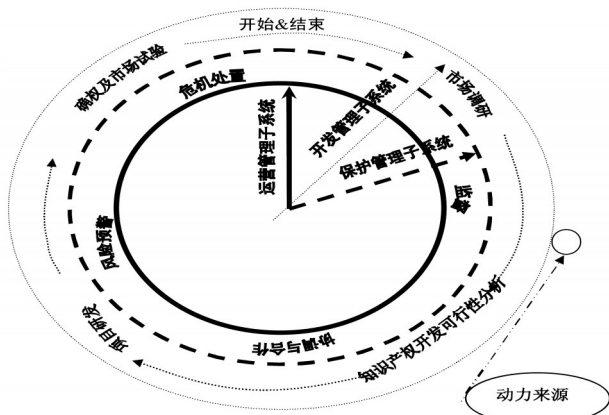 开始&结束
确权及市场试验
市场调研
危机处置
运营管理子系统
开发管理子系统
保护管理子系统
监督
风险预警
项目研发
协调与合作
知识产权开发可行性分析
动力来源